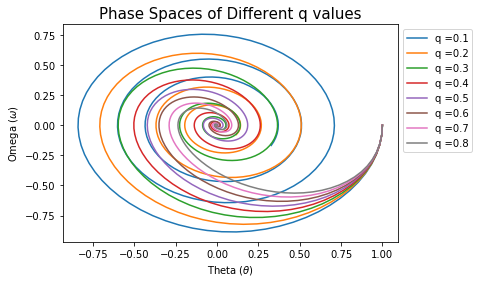 Phase Spaces of Different q values
0.75
0.50
0.25
0.00
−0.25
−0.50
−0.75
Omega (ω)
−0.75 −0.50 −0.25 0.00 0.25 0.50 0.75 1.00
Theta (θ)
q =0.1
q =0.2
q =0.3
q =0.4
q =0.5
q =0.6
q =0.7
q =0.8